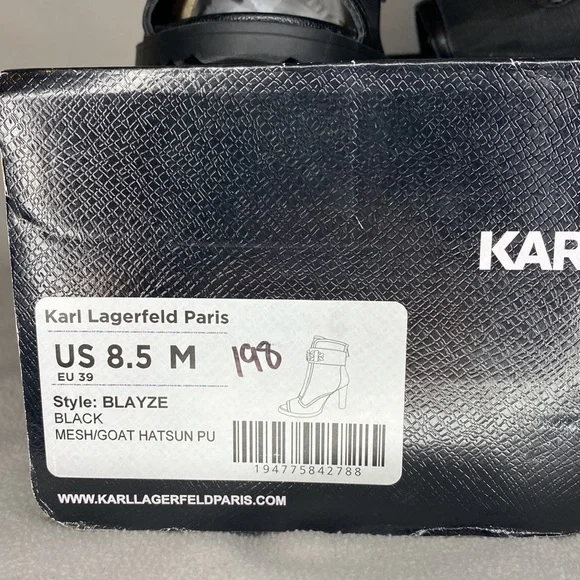 KAR
Karl Lagerfeld Paris
US 8.5 M 198
EU 39
Style: BLAYZE
BLACK
MESH/GOAT HATSUN PU
194775842788
WWW.KARLLAGERFELDPARIS.COM